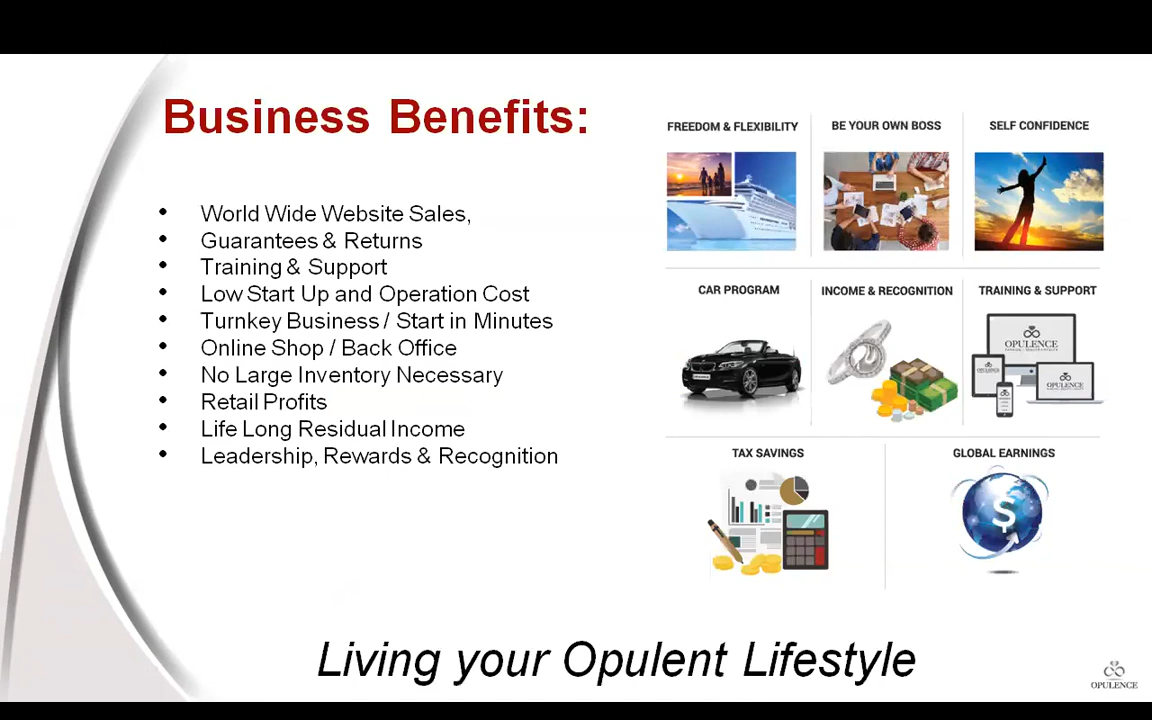 Business Benefits:
• World Wide Website Sales,
• Guarantees & Returns
• Training & Support
• Low Start Up and Operation Cost
• Turnkey Business / Start in Minutes
• Online Shop / Back Office
• No Large Inventory Necessary
• Retail Profits
• Life Long Residual Income
• Leadership, Rewards & Recognition
FREEDOM & FLEXIBILITY
BE YOUR OWN BOSS
SELF CONFIDENCE
CAR PROGRAM
INCOME & RECOGNITION
TRAINING & SUPPORT
OPULENCE
OPULENCE
OPULENCE
TAX SAVINGS
GLOBAL EARNINGS
$
Living your Opulent Lifestyle
OPULENCE